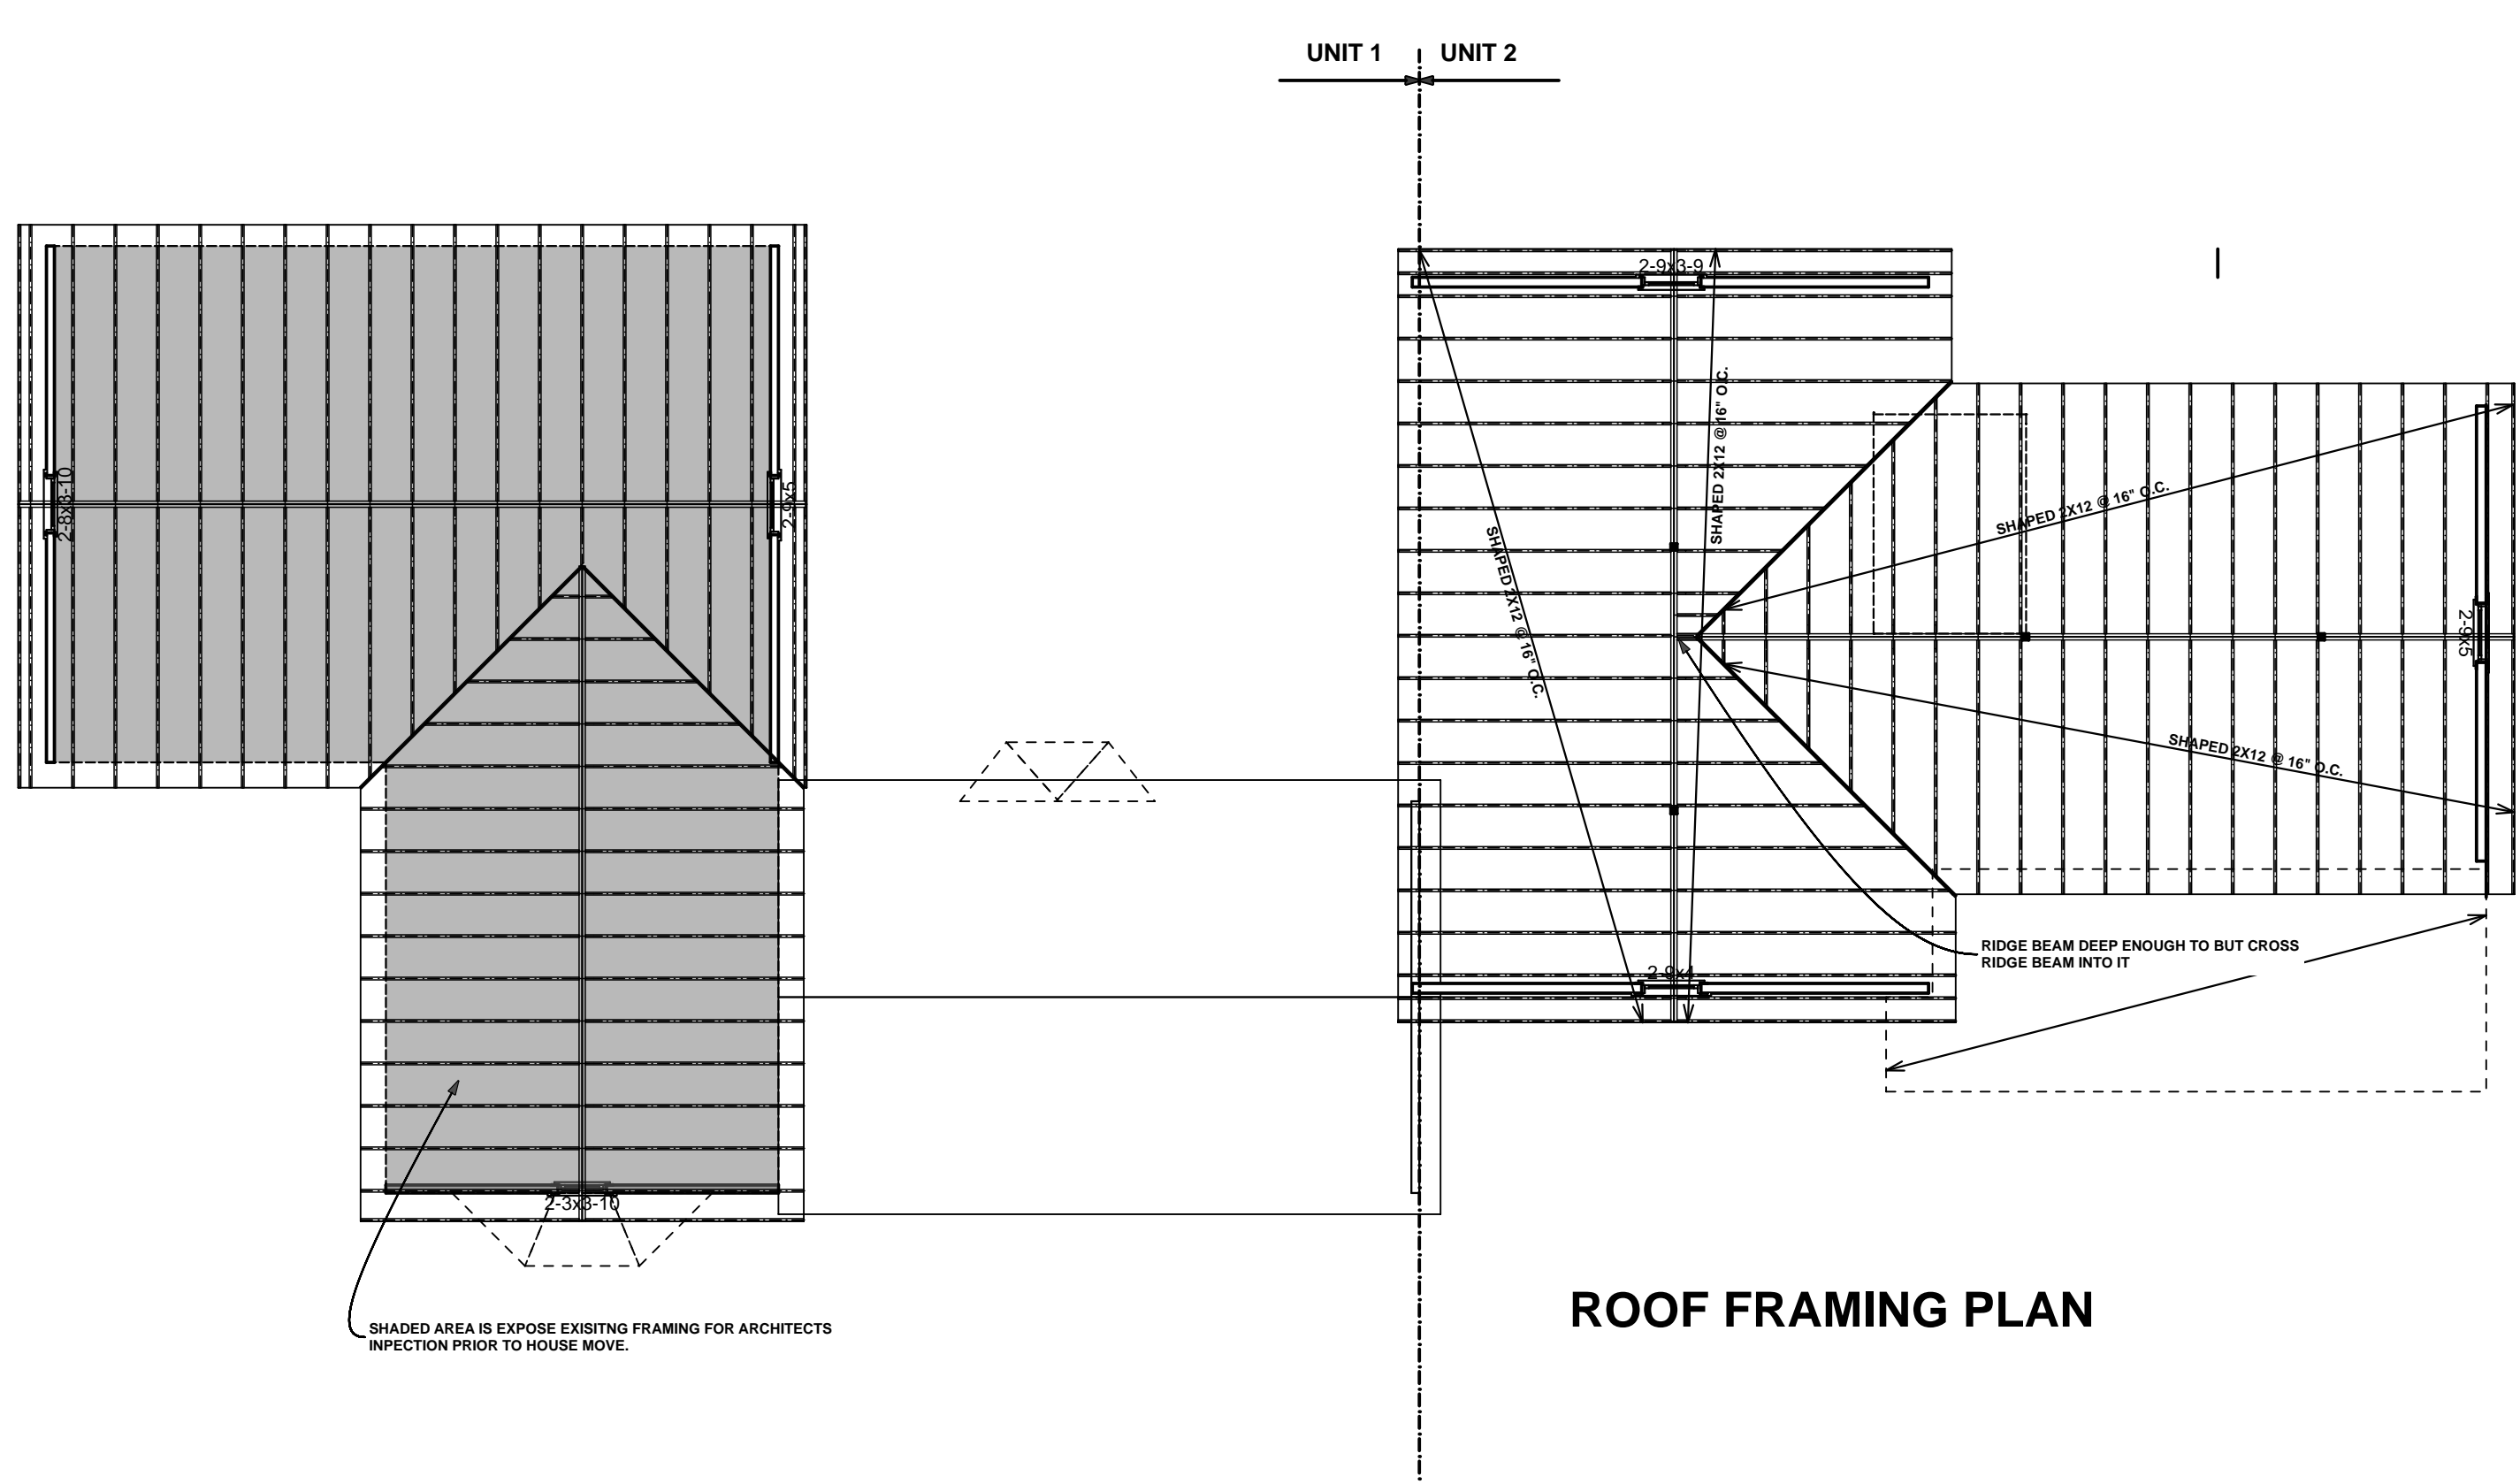 UNIT 1
UNIT 2
2-9x3-9
SHAPED 2X12 @ 16" O.C.
SHAPED 2X12 @ 16" O.C.
SHAPED 2X12 @ 16" O.C.
SHAPED 2X12 @ 16" O.C.
2-8x3-10
2-9x5
2-9x5
RIDGE BEAM DEEP ENOUGH TO BUT CROSS
RIDGE BEAM INTO IT
2-9x4
2-3x3-10
ROOF FRAMING PLAN
SHADED AREA IS EXPOSE EXISITNG FRAMING FOR ARCHITECTS
INPECTION PRIOR TO HOUSE MOVE.